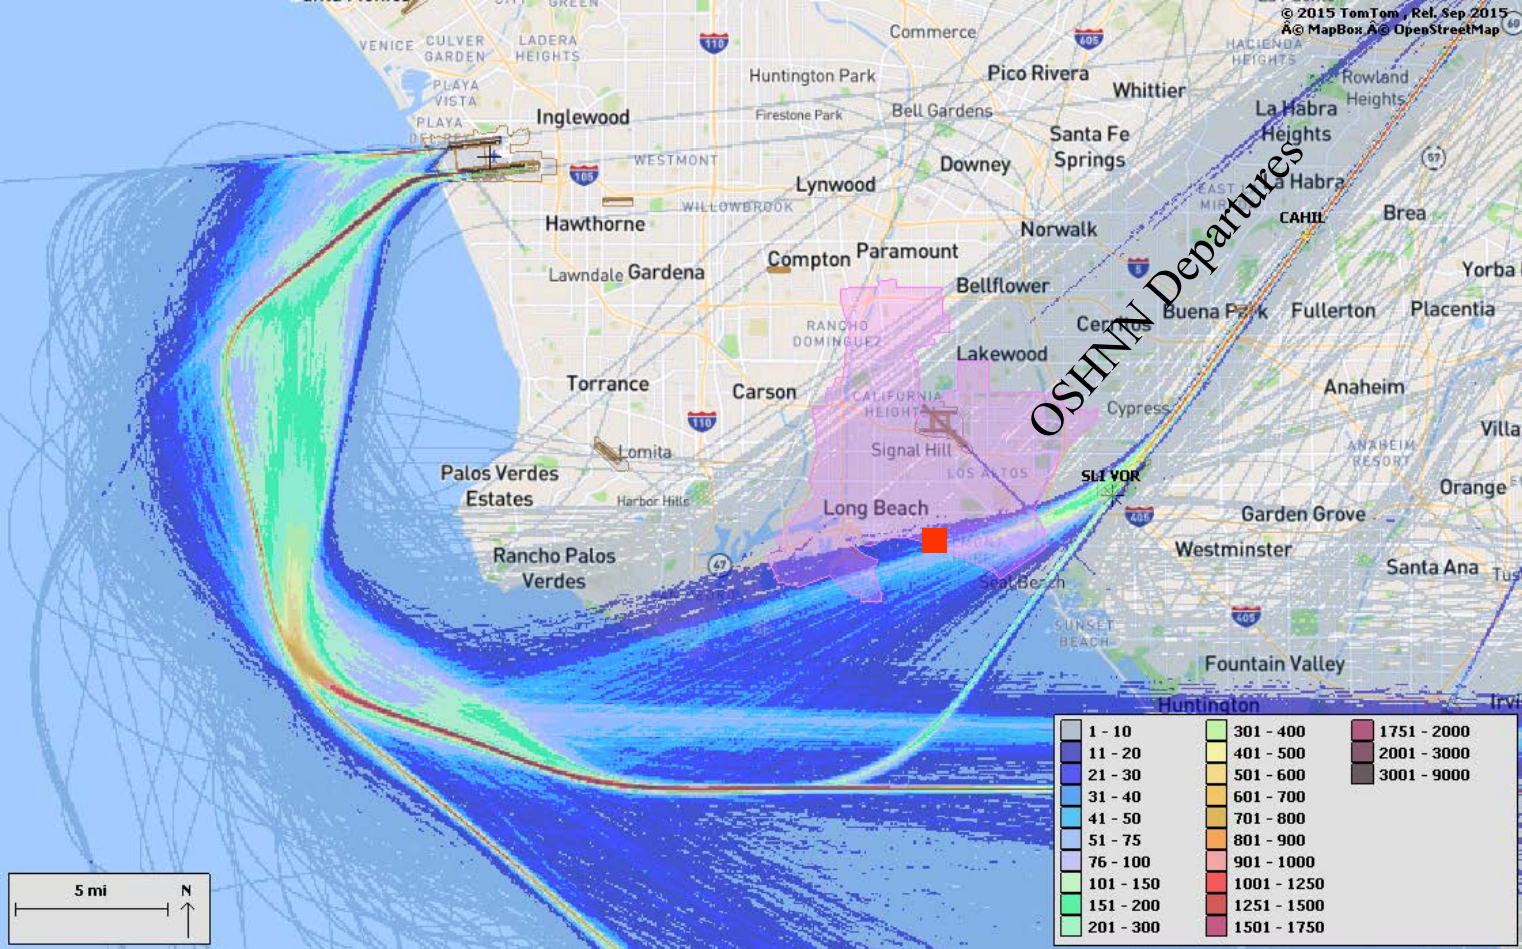 © 2015 TomTom , Rel. Sep 2015
Â© MapBox Â© OpenStreetMap
60
GREEN
110
605
Commerce
HACIENDA
HEIGHTS
VENICE
CULVER
GARDEN
LADERA
HEIGHTS
Huntington Park
Pico Rivera
Whittier
Rowland
Heights
PLAYA
VISTA
Inglewood
Firestone Park
Bell Gardens
La Habra
Heights
PLAYA
DEL REY
Santa Fe
Springs
57
105
WESTMONT
Downey
Lynwood
EAST
La Habra
WILLOWBROOK
CAHIL
Brea
Hawthorne
Norwalk
Compton
Paramount
Lawndale
Gardena
5
Yorba
Bellflower
OSHNN Departures
Buena Park
Fullerton
Placentia
RANCHO
DOMINGUEZ
Cerritos
Lakewood
Torrance
Carson
Anaheim
CALIFORNIA
HEIGHTS
Cypress
110
Signal Hill
Villa
Lomita
ANAHEIM
RESORT
Palos Verdes
Estates
LOS ALTOS
SLI VOR
Harbor Hills
Orange
Long Beach
405
Garden Grove
Rancho Palos
Verdes
47
Westminster
Santa Ana
Tus
Seal Beach
405
SUNSET
BEACH
Fountain Valley
Huntington
Irvi
1 - 10
11 - 20
21 - 30
31 - 40
41 - 50
51 - 75
76 - 100
101 - 150
151 - 200
201 - 300
301 - 400
401 - 500
501 - 600
601 - 700
701 - 800
801 - 900
901 - 1000
1001 - 1250
1251 - 1500
1501 - 1750
1751 - 2000
2001 - 3000
3001 - 9000
5 mi
N